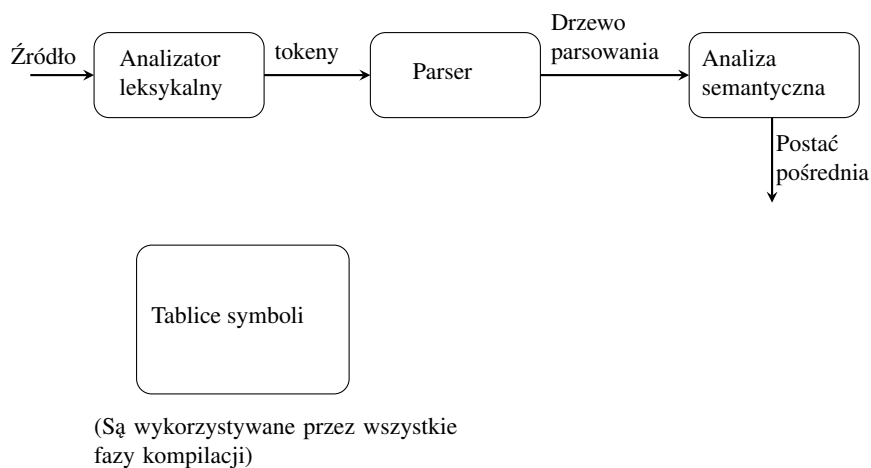 Źródło
Analizator
leksykalny
tokeny
Parser
Drzewo
parsowania
Analiza
semantyczna
Postać
pośrednia
Tablice symboli
(Są wykorzystywane przez wszystkie
fazy kompilacji)